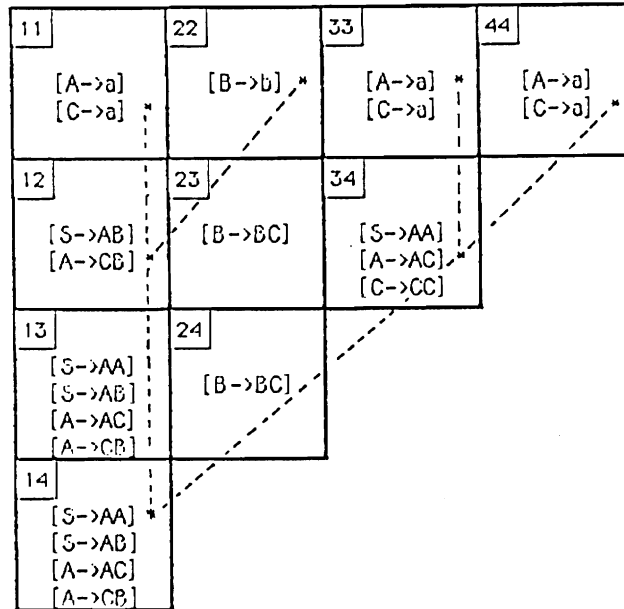 11 22 33 44
[A->a] [B->b] [A->a] [A->a]
[C->a] [C->a] [C->a]
12 23 34
[S->AB] [B->BC] [S->AA]
[A->CB] [A->AC]
[C->CC]
13 24
[S->AA]
[S->AB] [B->BC]
[A->AC]
[A->CB]
14
[S->AA]
[S->AB]
[A->AC]
[A->CB]